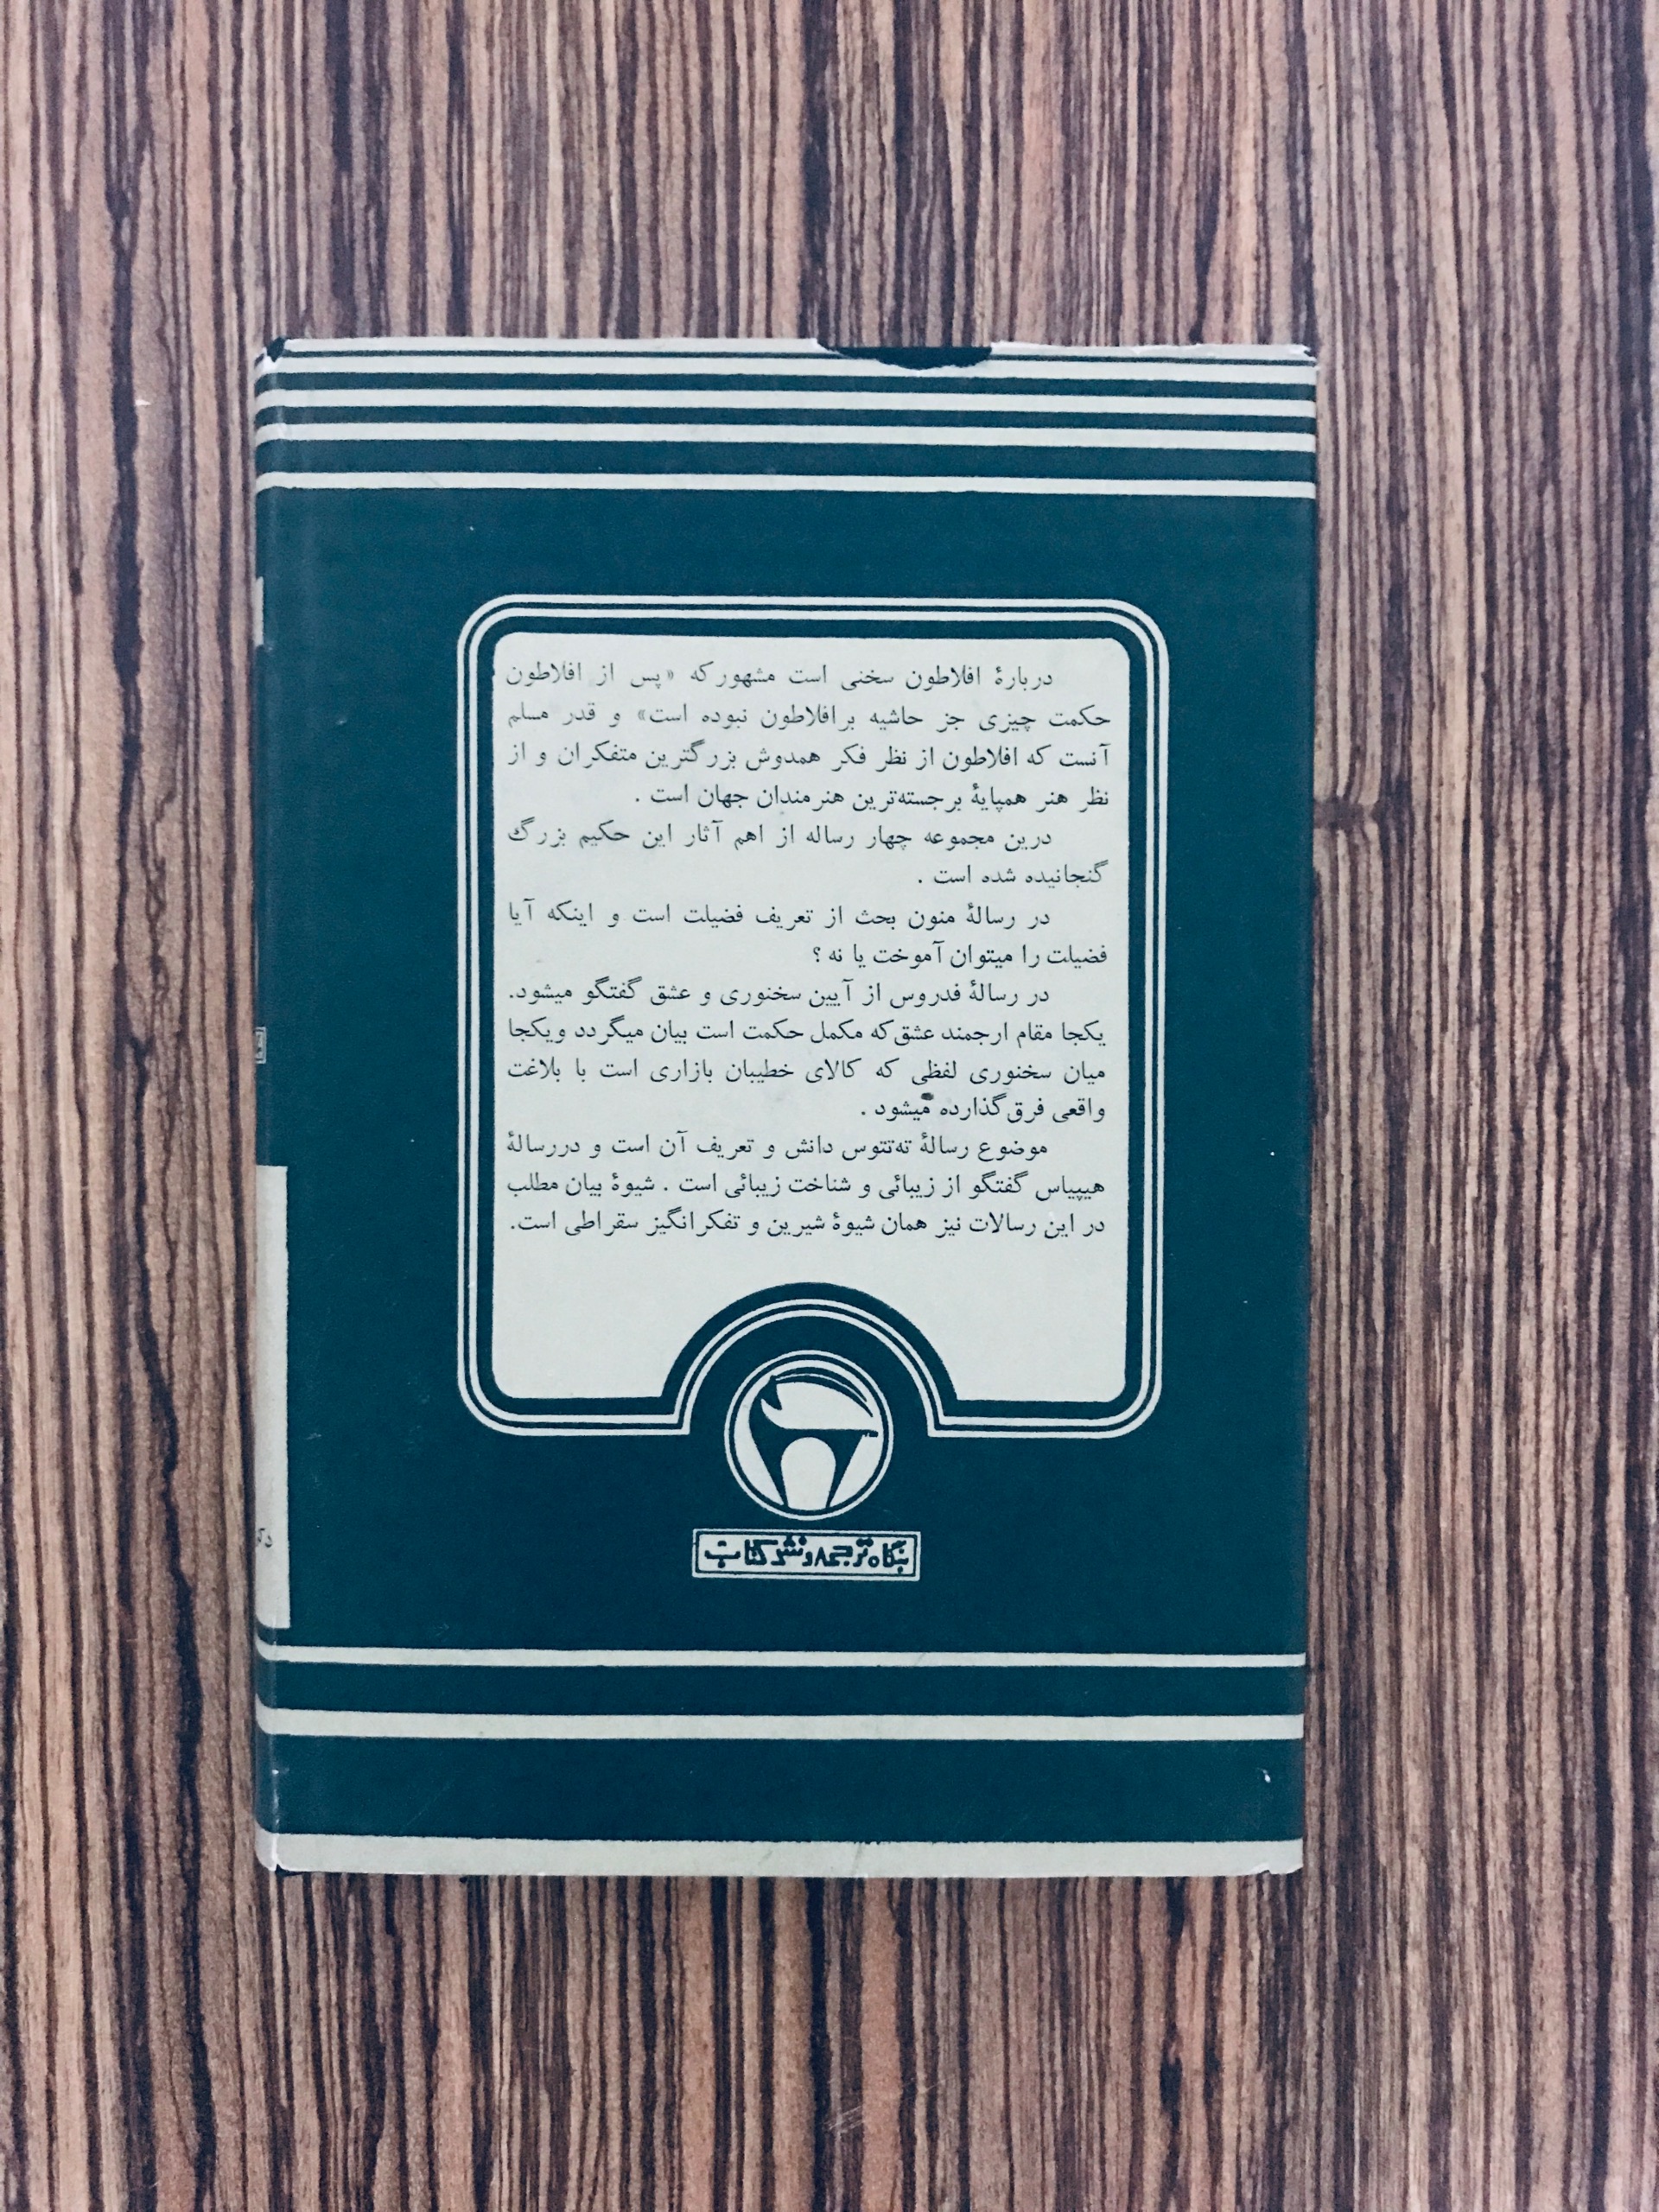 دربارهٔ افلاطون سخنی است مشهورکه «پس از افلاطون
حکمت چیزی جز حاشیه برافلاطون نبوده است» و قدر مسلم
آنست که افلاطون از نظر فکر همدوش بزرگترین متفکران و از
نظر هنر همپایهٔ برجسته‌ترین هنرمندان جهان است .
درین مجموعه چهار رساله از اهم آثار این حکیم بزرگ
گنجانیده شده است .
در رسالهٔ منون بحث از تعریف فضیلت است و اینکه آیا
فضیلت را میتوان آموخت یا نه ؟
در رسالهٔ فدروس از آیین سخنوری و عشق گفتگو میشود.
یکجا مقام ارجمند عشق‌که مکمل حکمت است بیان میگردد ویکجا
میان سخنوری لفظی که کالای خطیبان بازاری است با بلاغت
واقعی فرق‌گذارده میشود .
موضوع رسالهٔ ته‌تتوس دانش و تعریف آن است و دررسالهٔ
هیپیاس گفتگو از زیبائی و شناخت زیبائی است . شیوهٔ بیان مطلب
در این رسالات نیز همان شیوهٔ شیرین و تفکرانگیز سقراطی است.
بنگاه ترجمه و نشر کتاب